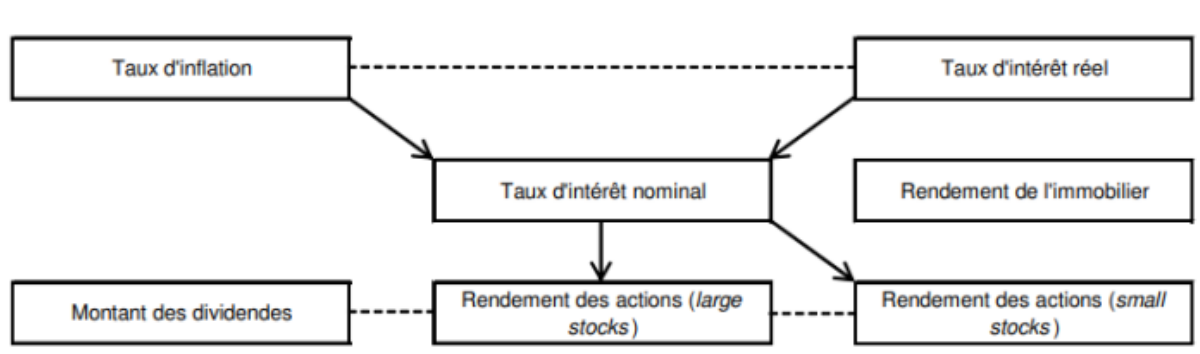 Taux d'inflation
Taux d'intérêt réel
Taux d'intérêt nominal
Rendement de l'immobilier
Montant des dividendes
Rendement des actions (large
stocks)
Rendement des actions (small
stocks)